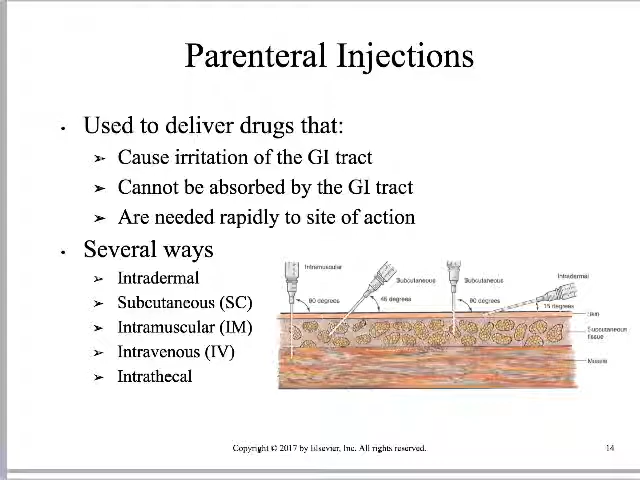 Parenteral Injections
• Used to deliver drugs that:
➢ Cause irritation of the GI tract
➢ Cannot be absorbed by the GI tract
➢ Are needed rapidly to site of action
• Several ways
➢ Intradermal
➢ Subcutaneous (SC)
➢ Intramuscular (IM)
➢ Intravenous (IV)
➢ Intrathecal
Intramuscular
90 degrees
Subcutaneous
45 degrees
Subcutaneous
90 degrees
Intradermal
15 degrees
Skin
Subcutaneous
tissue
Muscle
Copyright © 2017 by Elsevier, Inc. All rights reserved.
14